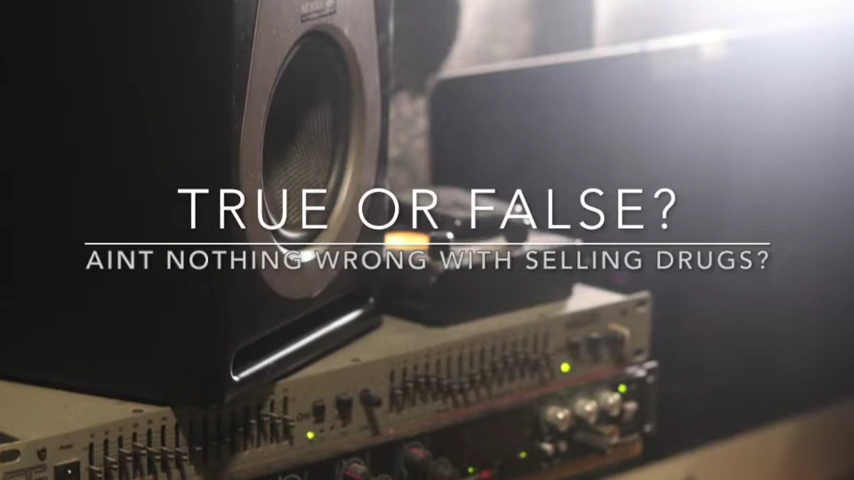 TRUE OR FALSE?
AINT NOTHING WRONG WITH SELLING DRUGS?